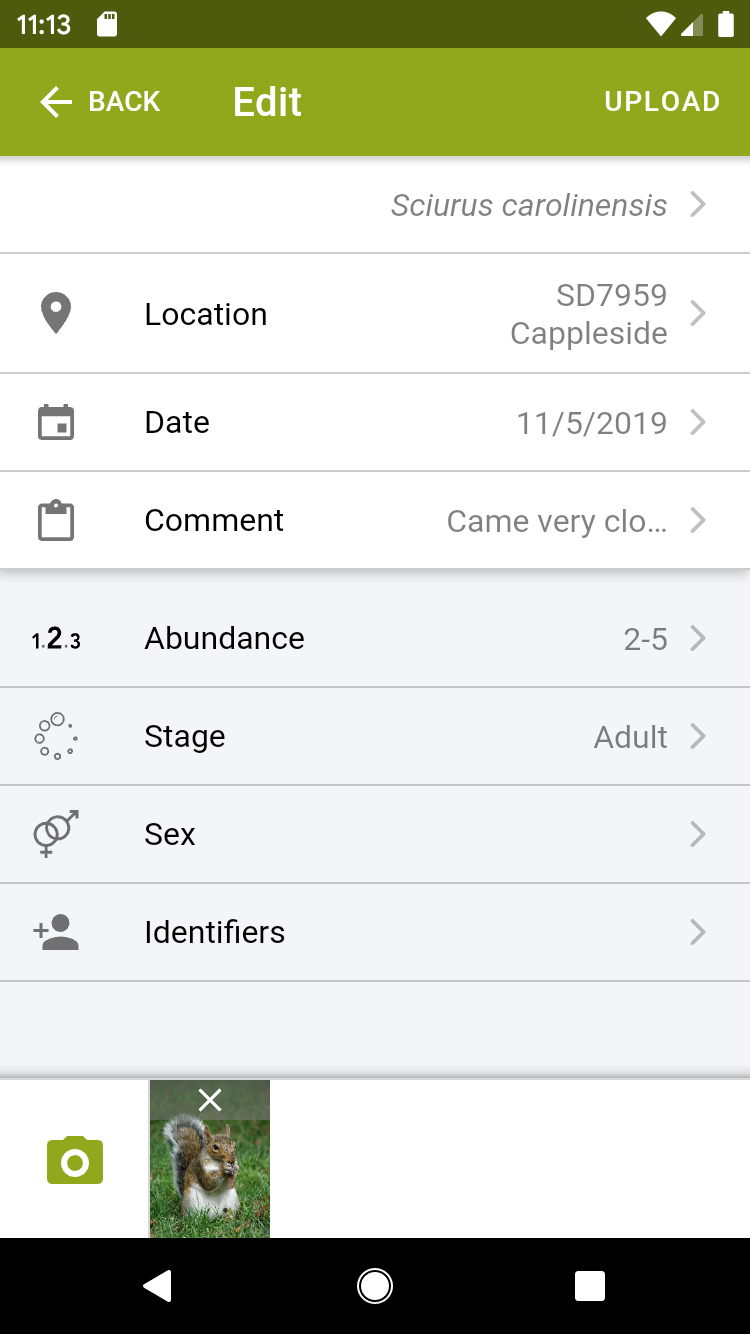 11:13
BACK Edit UPLOAD
Sciurus carolinensis
Location SD7959
Cappleside
Date 11/5/2019
Comment Came very clo...
1.2.3 Abundance 2-5
Stage Adult
Sex
Identifiers